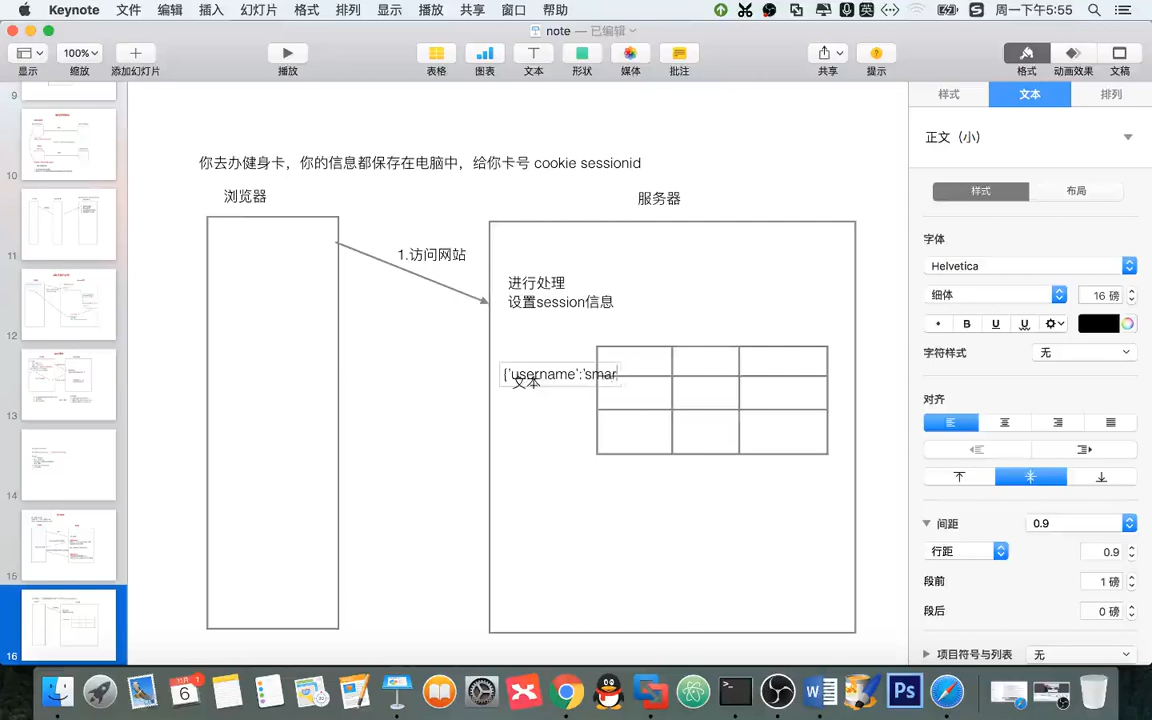 Keynote 文件 编辑 插入 幻灯片 格式 排列 显示 播放 共享 窗口 帮助 英 周一下午5:55
note — 已编辑
100%
显示 缩放 添加幻灯片 播放 表格 图表 文本 形状 媒体 批注 共享 提示 格式 动画效果 文稿
样式 文本 排列
正文（小）
样式 布局
字体
Helvetica
细体 16 磅
B U U
字符样式 无
对齐
间距 0.9
行距 0.9
段前 1 磅
段后 0 磅
项目符号与列表 无
9
10
11
12
13
14
15
16
你去办健身卡，你的信息都保存在电脑中，给你卡号 cookie sessionid
浏览器
服务器
1.访问网站
进行处理
设置session信息
{'username':'smar
文本
6
W
Ps